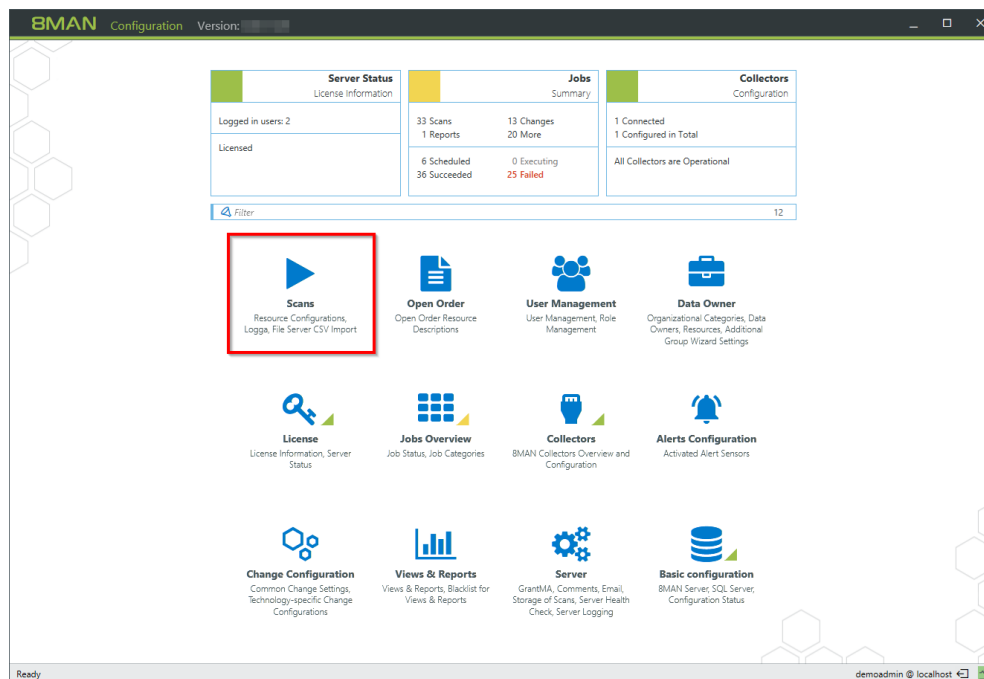 8MAN Configuration Version:
Server Status
License Information
Logged in users: 2
Licensed
Jobs
Summary
33 Scans 13 Changes
1 Reports 20 More
6 Scheduled 0 Executing
36 Succeeded 25 Failed
Collectors
Configuration
1 Connected
1 Configured in Total
All Collectors are Operational
Filter 12
Scans
Resource Configurations,
Logga, File Server CSV Import
Open Order
Open Order Resource
Descriptions
User Management
User Management, Role
Management
Data Owner
Organizational Categories, Data
Owners, Resources, Additional
Group Wizard Settings
License
License Information, Server
Status
Jobs Overview
Job Status, Job Categories
Collectors
8MAN Collectors Overview and
Configuration
Alerts Configuration
Activated Alert Sensors
Change Configuration
Common Change Settings,
Technology-specific Change
Configurations
Views & Reports
Views & Reports, Blacklist for
Views & Reports
Server
GrantMA, Comments, Email,
Storage of Scans, Server Health
Check, Server Logging
Basic configuration
8MAN Server, SQL Server,
Configuration Status
Ready demoadmin @ localhost